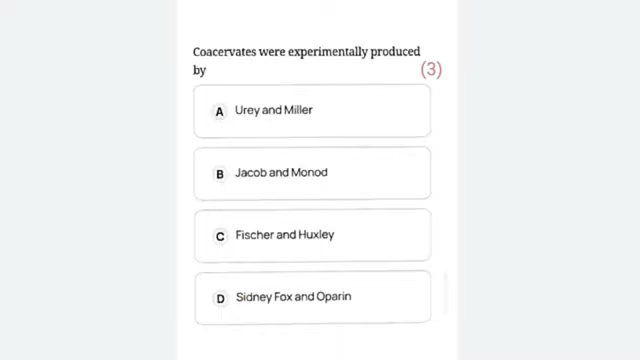 Coacervates were experimentally produced
by
(3)
A Urey and Miller
B Jacob and Monod
C Fischer and Huxley
D Sidney Fox and Oparin